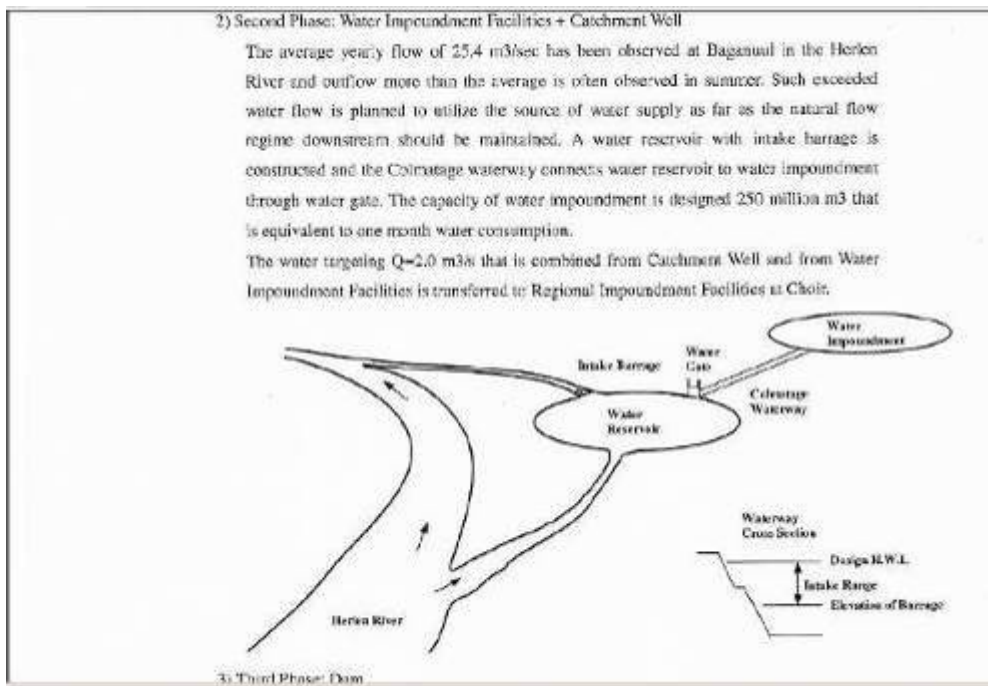 2) Second Phase: Water Impoundment Facilities + Catchment Well
The average yearly flow of 25.4 m3/sec has been observed at Baganuul in the Herlen
River and outflow more than the average is often observed in summer. Such exceeded
water flow is planned to utilize the source of water supply as far as the natural flow
regime downstream should be maintained. A water reservoir with intake barrage is
constructed and the Colmatage waterway connects water reservoir to water impoundment
through water gate. The capacity of water impoundment is designed 250 million m3 that
is equivalent to one month water consumption.
The water targeting Q=2.0 m3/s that is combined from Catchment Well and from Water
Impoundment Facilities is transferred to Regional Impoundment Facilities at Choir.
Water
Impoundment
Intake Barrage
Water
Gate
Colmatage
Waterway
Water
Reservoir
Waterway
Cross Section
Design H.W.L.
Intake Range
Elevation of Barrage
Herlen River
3) Third Phase: Dam